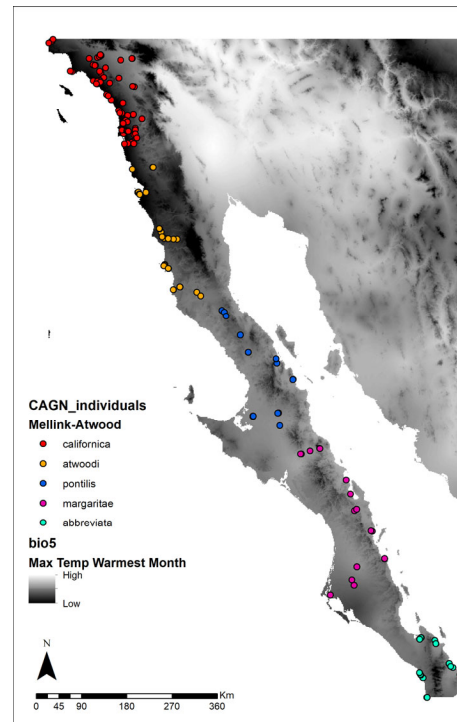 CAGN_individuals
Mellink-Atwood
californica
atwoodi
pontilis
margaritae
abbreviata
bio5
Max Temp Warmest Month
High
Low
N
Km
0 45 90 180 270 360